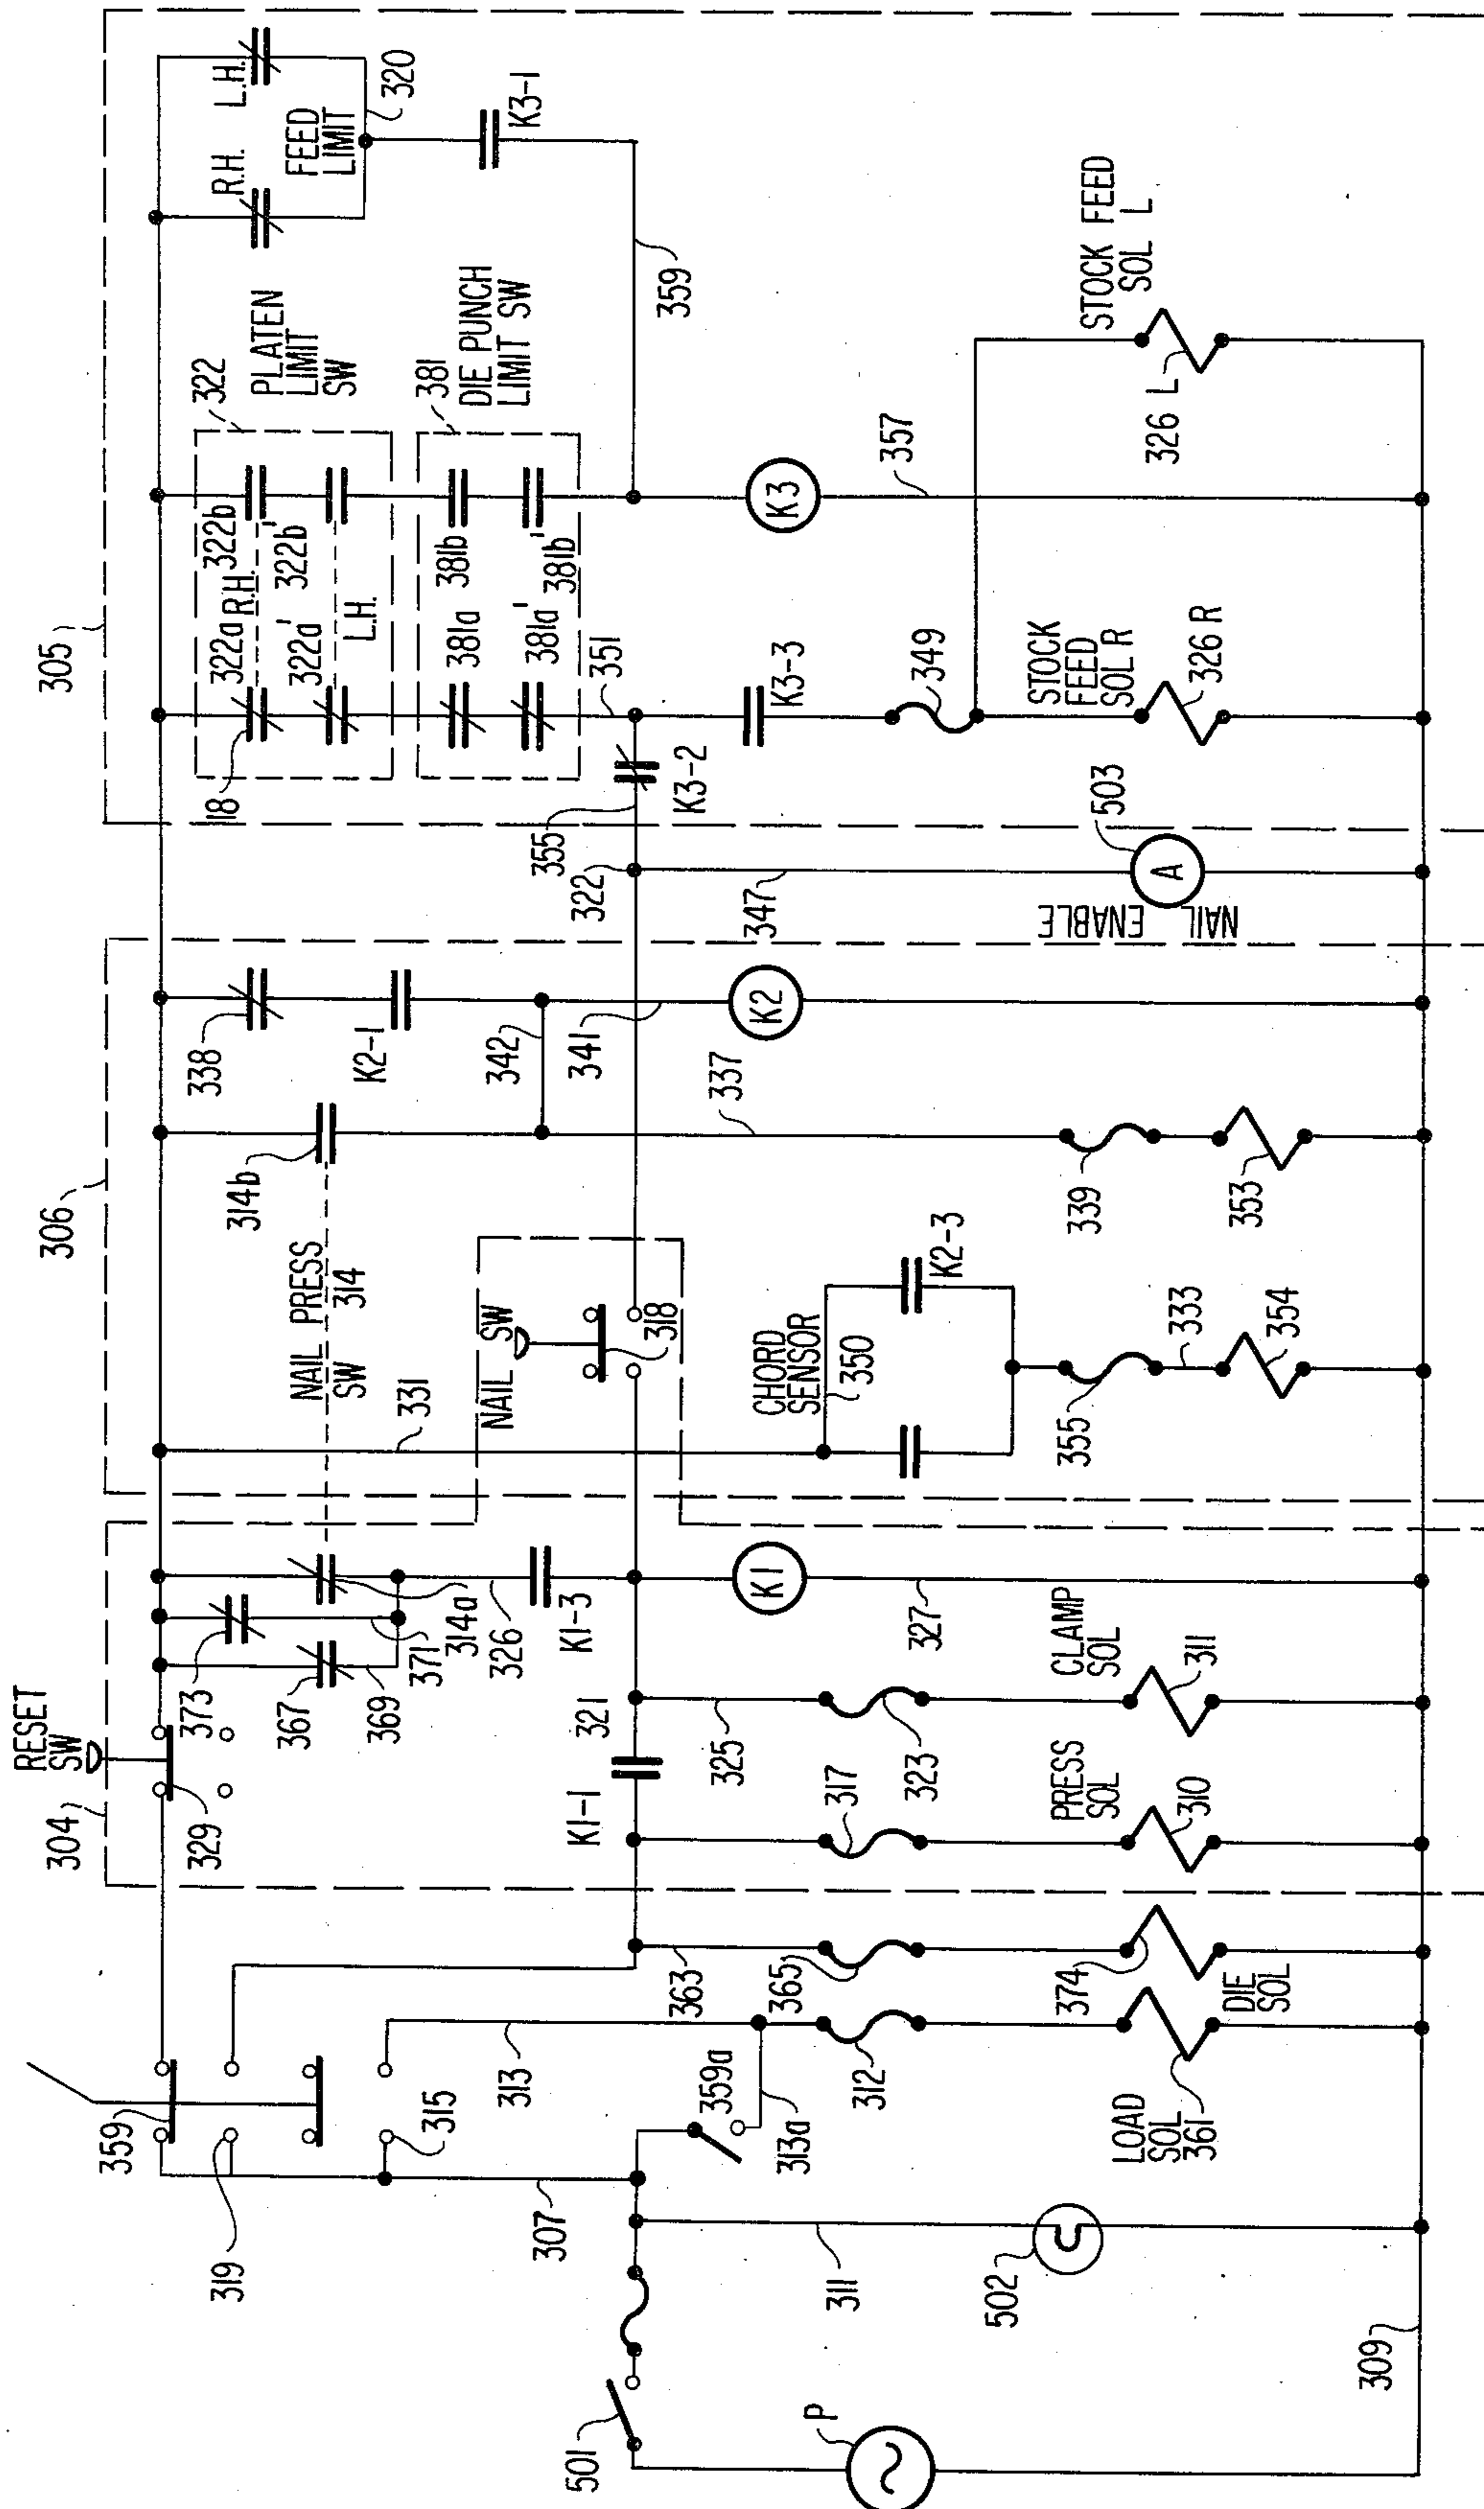 305
R.H.
L.H.
FEED
LIMIT
320
K3-1
322
PLATEN
LIMIT
SW
381
DIE PUNCH
LIMIT SW
322a R.H.
322b
322a'
322b'
L.H.
18
381a
381b
381a'
381b'
351
359
K3-2
355
322
K3-3
K3
357
349
STOCK
FEED
SOL R
326 R
STOCK FEED
SOL L
326 L
503
A
347
NAIL ENABLE
306
338
K2-1
342
341
K2
337
314b
NAIL PRESS
SW 314
331
NAIL SW
318
CHORD
SENSOR
350
K2-3
339
353
355
333
354
RESET
SW
304
329
373
367
369
371
314a
326
K1-3
K1
327
K1-1
321
325
323
317
CLAMP
SOL
311
PRESS
SOL
310
363
365
374
DIE
SOL
359
319
315
313
359a
313a
312
LOAD
SOL
361
307
311
502
501
P
309